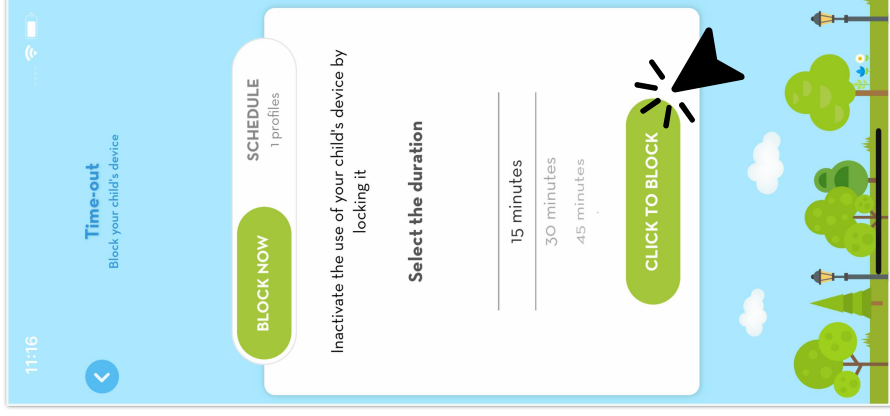 11:16
Time-out
Block your child's device
BLOCK NOW
SCHEDULE
1 profiles
Inactivate the use of your child's device by
locking it
Select the duration
15 minutes
30 minutes
45 minutes
CLICK TO BLOCK